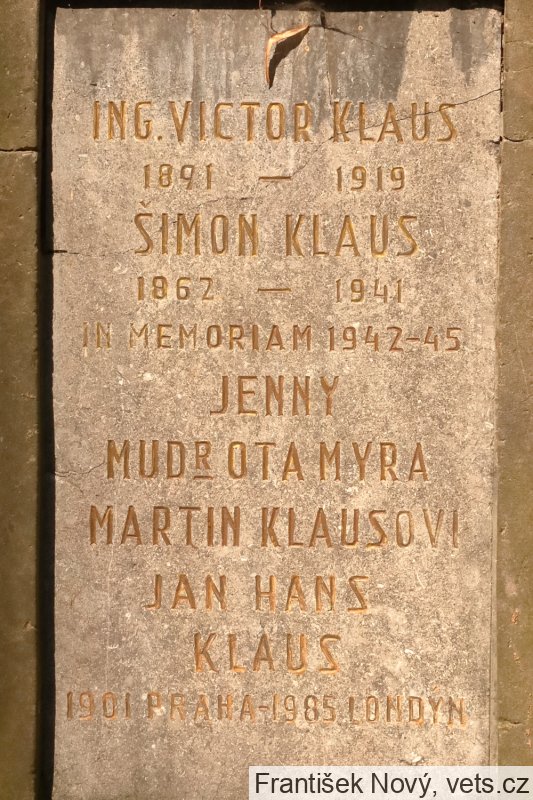 ING. VICTOR KLAUS
1891 — 1919
ŠIMON KLAUS
1862 — 1941
IN MEMORIAM 1942-45
JENNY
MUDR OTA MYRA
MARTIN KLAUSOVI
JAN HANS
KLAUS
1901 PRAHA-1985 LONDÝN
František Nový, vets.cz